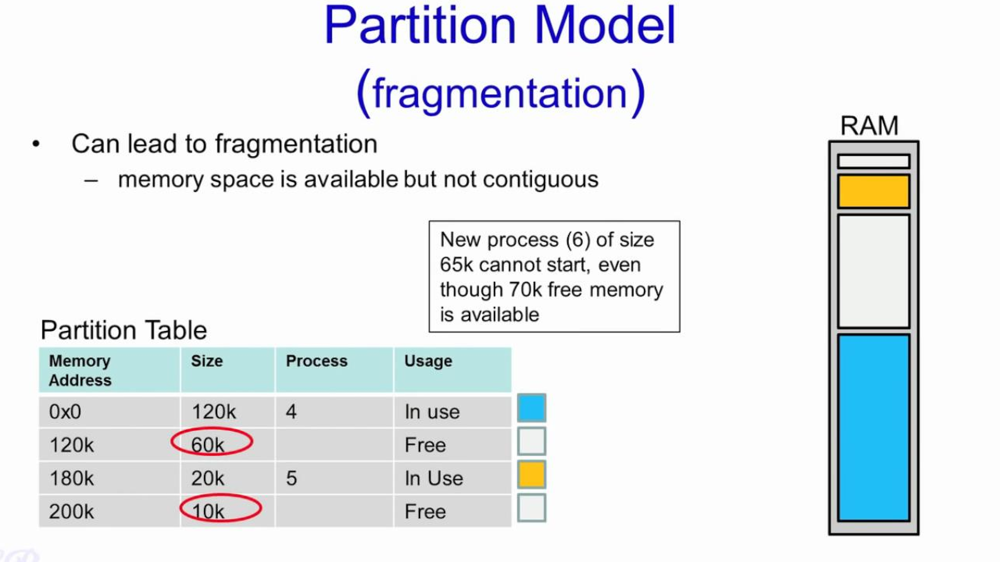 Partition Model
(fragmentation)
RAM
• Can lead to fragmentation
– memory space is available but not contiguous
New process (6) of size
65k cannot start, even
though 70k free memory
is available
Partition Table
Memory Address Size Process Usage
0x0 120k 4 In use
120k 60k Free
180k 20k 5 In Use
200k 10k Free